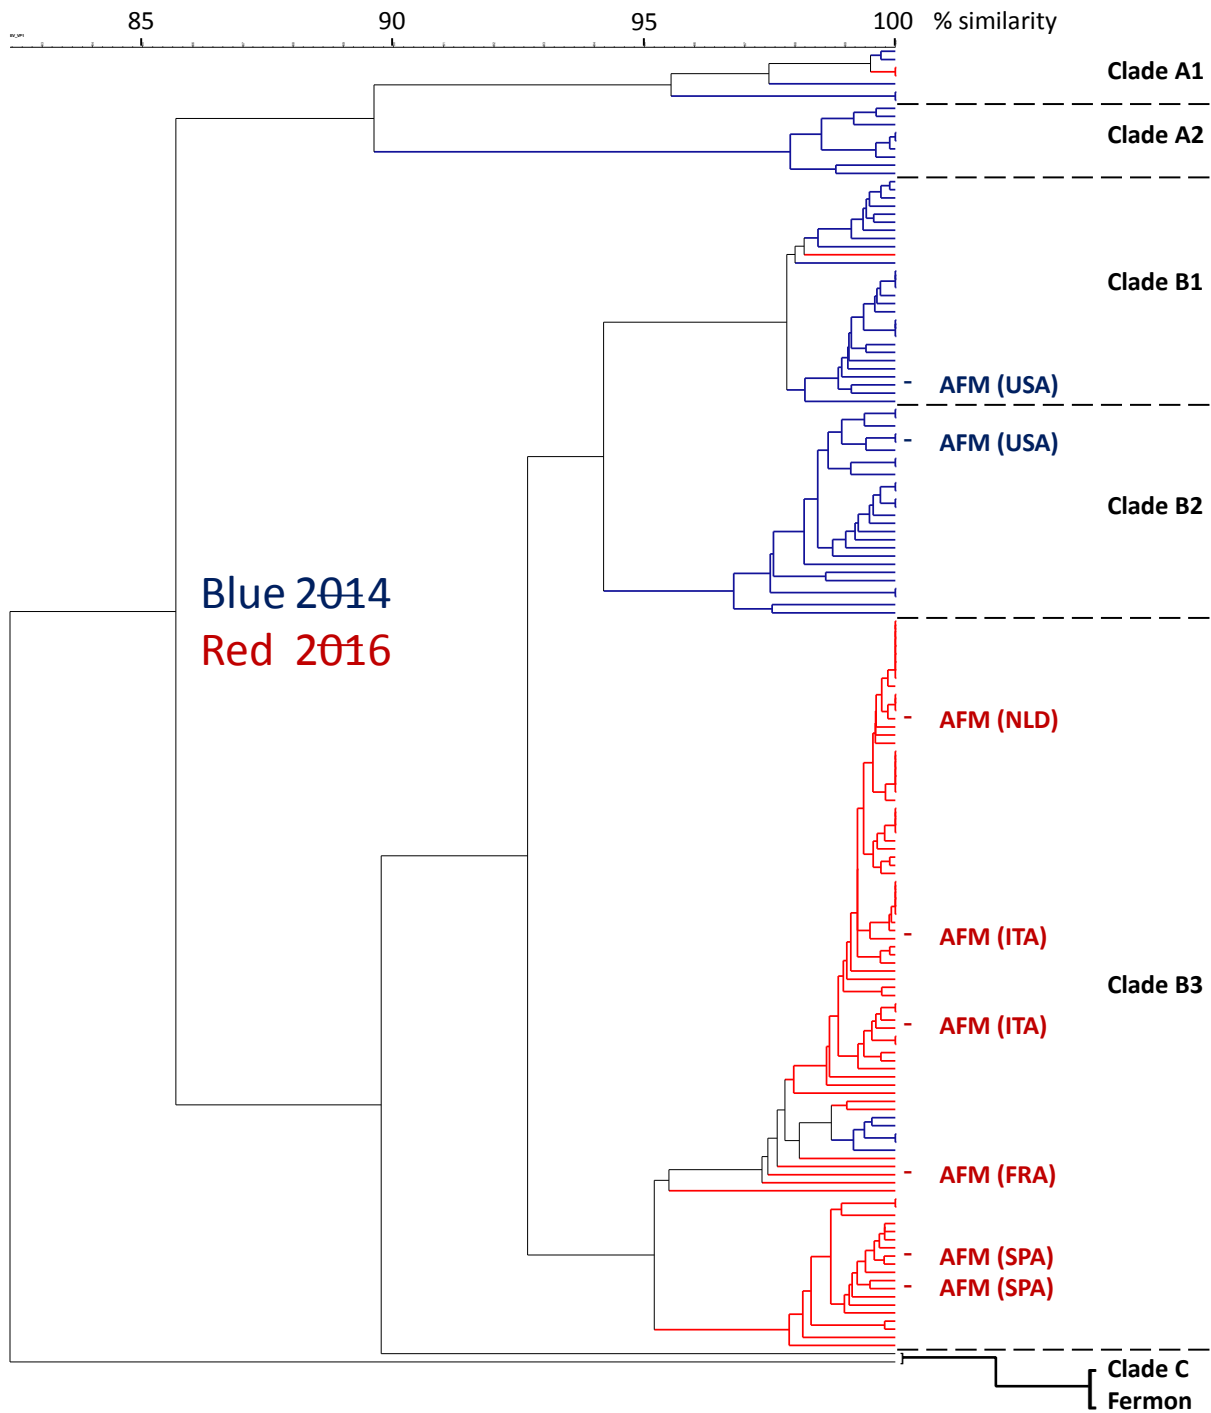 85 90 95 100 % similarity
Clade A1
Clade A2
Clade B1
AFM (USA)
AFM (USA)
Clade B2
Blue 2014
Red 2016
AFM (NLD)
AFM (ITA)
Clade B3
AFM (ITA)
AFM (FRA)
AFM (SPA)
AFM (SPA)
Clade C
Fermon